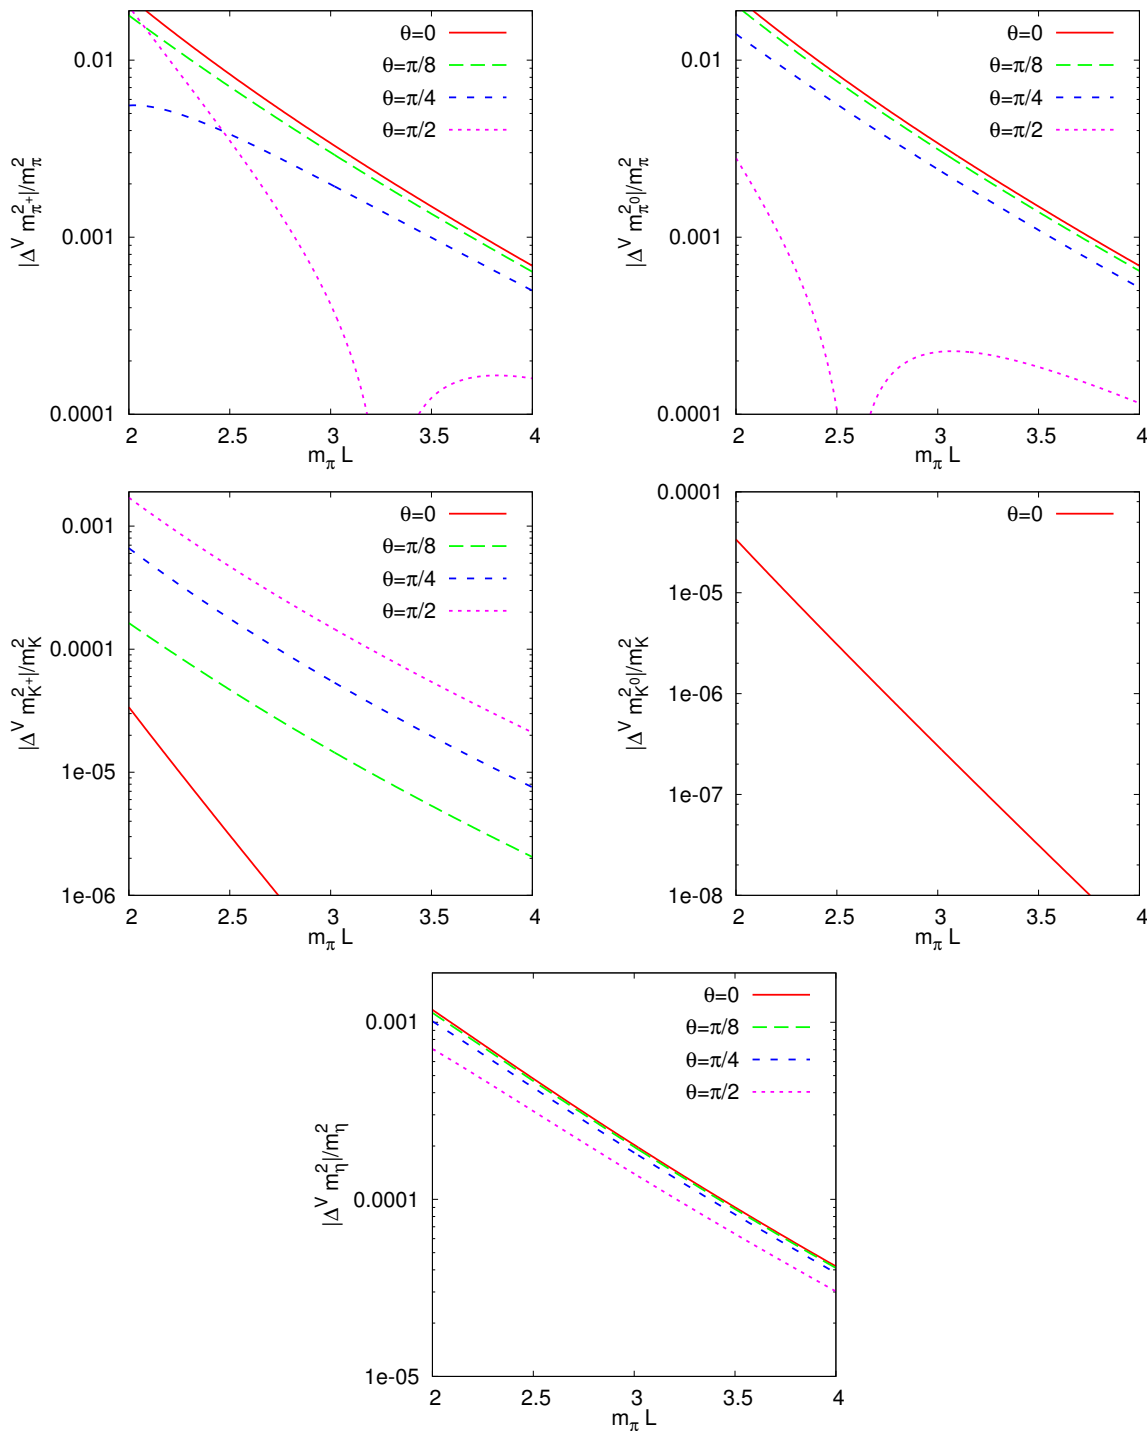 |Δ^V m²_π⁺|/m²_π
0.01
0.001
0.0001
θ=0
θ=π/8
θ=π/4
θ=π/2
2 2.5 3 3.5 4
m_π L
|Δ^V m²_π⁰|/m²_π
0.01
0.001
0.0001
θ=0
θ=π/8
θ=π/4
θ=π/2
2 2.5 3 3.5 4
m_π L
|Δ^V m²_K⁺|/m²_K
0.001
0.0001
1e-05
1e-06
θ=0
θ=π/8
θ=π/4
θ=π/2
2 2.5 3 3.5 4
m_π L
|Δ^V m²_K⁰|/m²_K
0.0001
1e-05
1e-06
1e-07
1e-08
θ=0
2 2.5 3 3.5 4
m_π L
|Δ^V m²_η|/m²_η
0.001
0.0001
1e-05
θ=0
θ=π/8
θ=π/4
θ=π/2
2 2.5 3 3.5 4
m_π L